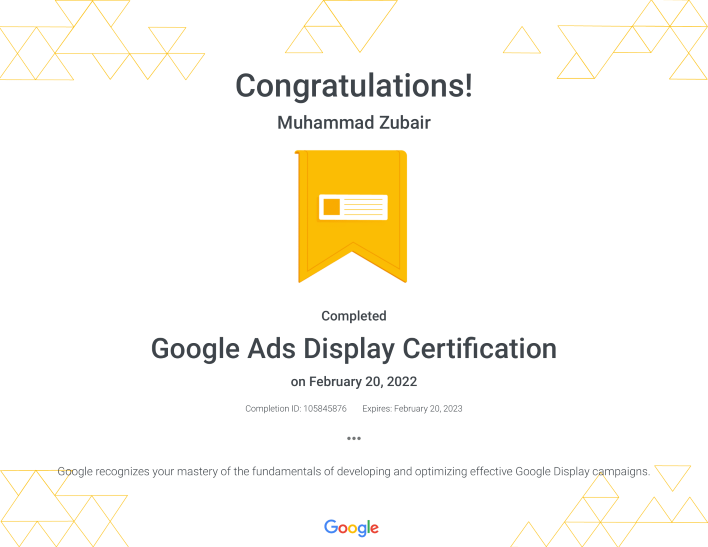 Congratulations!
Muhammad Zubair
Completed
Google Ads Display Certification
on February 20, 2022
Completion ID: 105845876 Expires: February 20, 2023
Google recognizes your mastery of the fundamentals of developing and optimizing effective Google Display campaigns.
Google